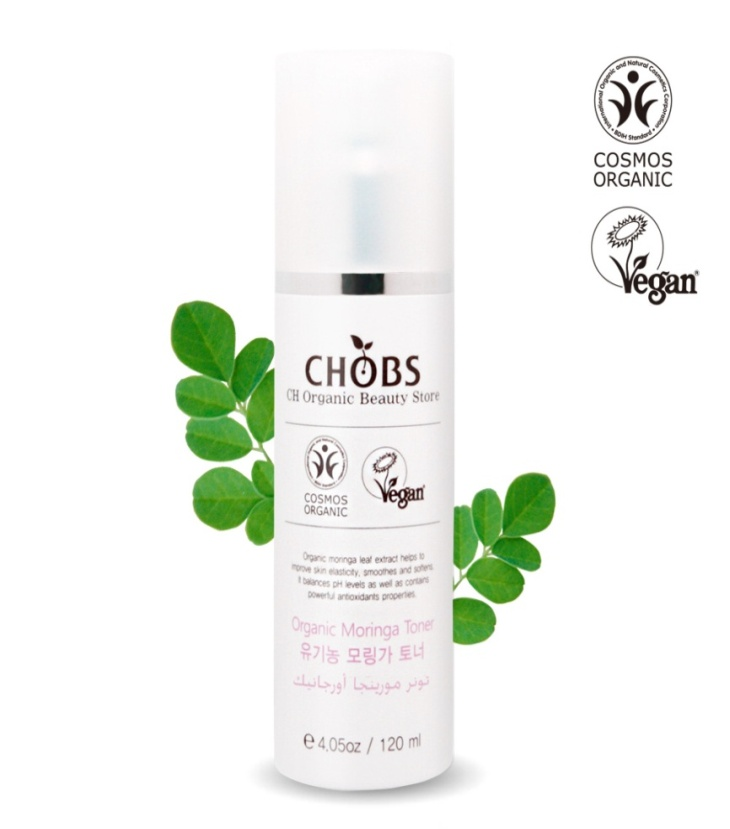 International Organic and Natural Cosmetics Corporation
• BDIH Standard •
COSMOS
ORGANIC
Vegan®
CHOBS
CH Organic Beauty Store
COSMOS
ORGANIC
Vegan
Organic moringa leaf extract helps to
improve skin elasticity, smoothes and softens.
It balances pH levels as well as contains
powerful antioxidants properties.
Organic Moringa Toner
유기농 모링가 토너
تونر مورينجا أورجانيك
℮ 4.05oz / 120 ml